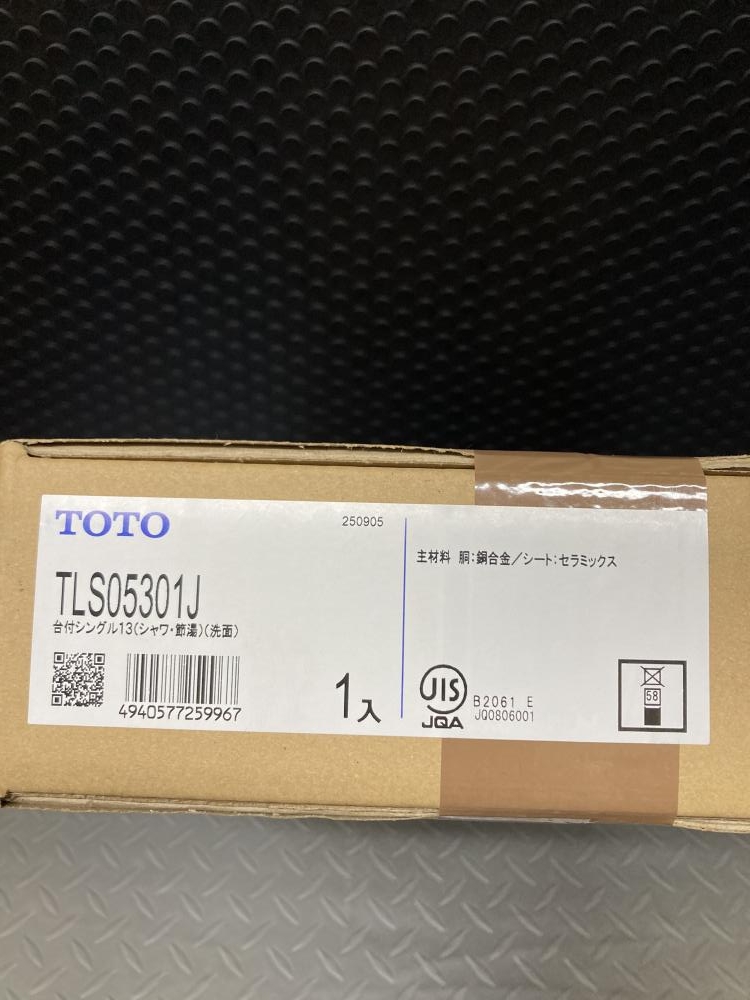 TOTO
250905
TLS05301J
台付シングル13(シャワ・節湯)(洗面)
4940577259967
1入
主材料 胴:銅合金/シート:セラミックス
JIS
JQA
B2061 E
JQ0806001
58